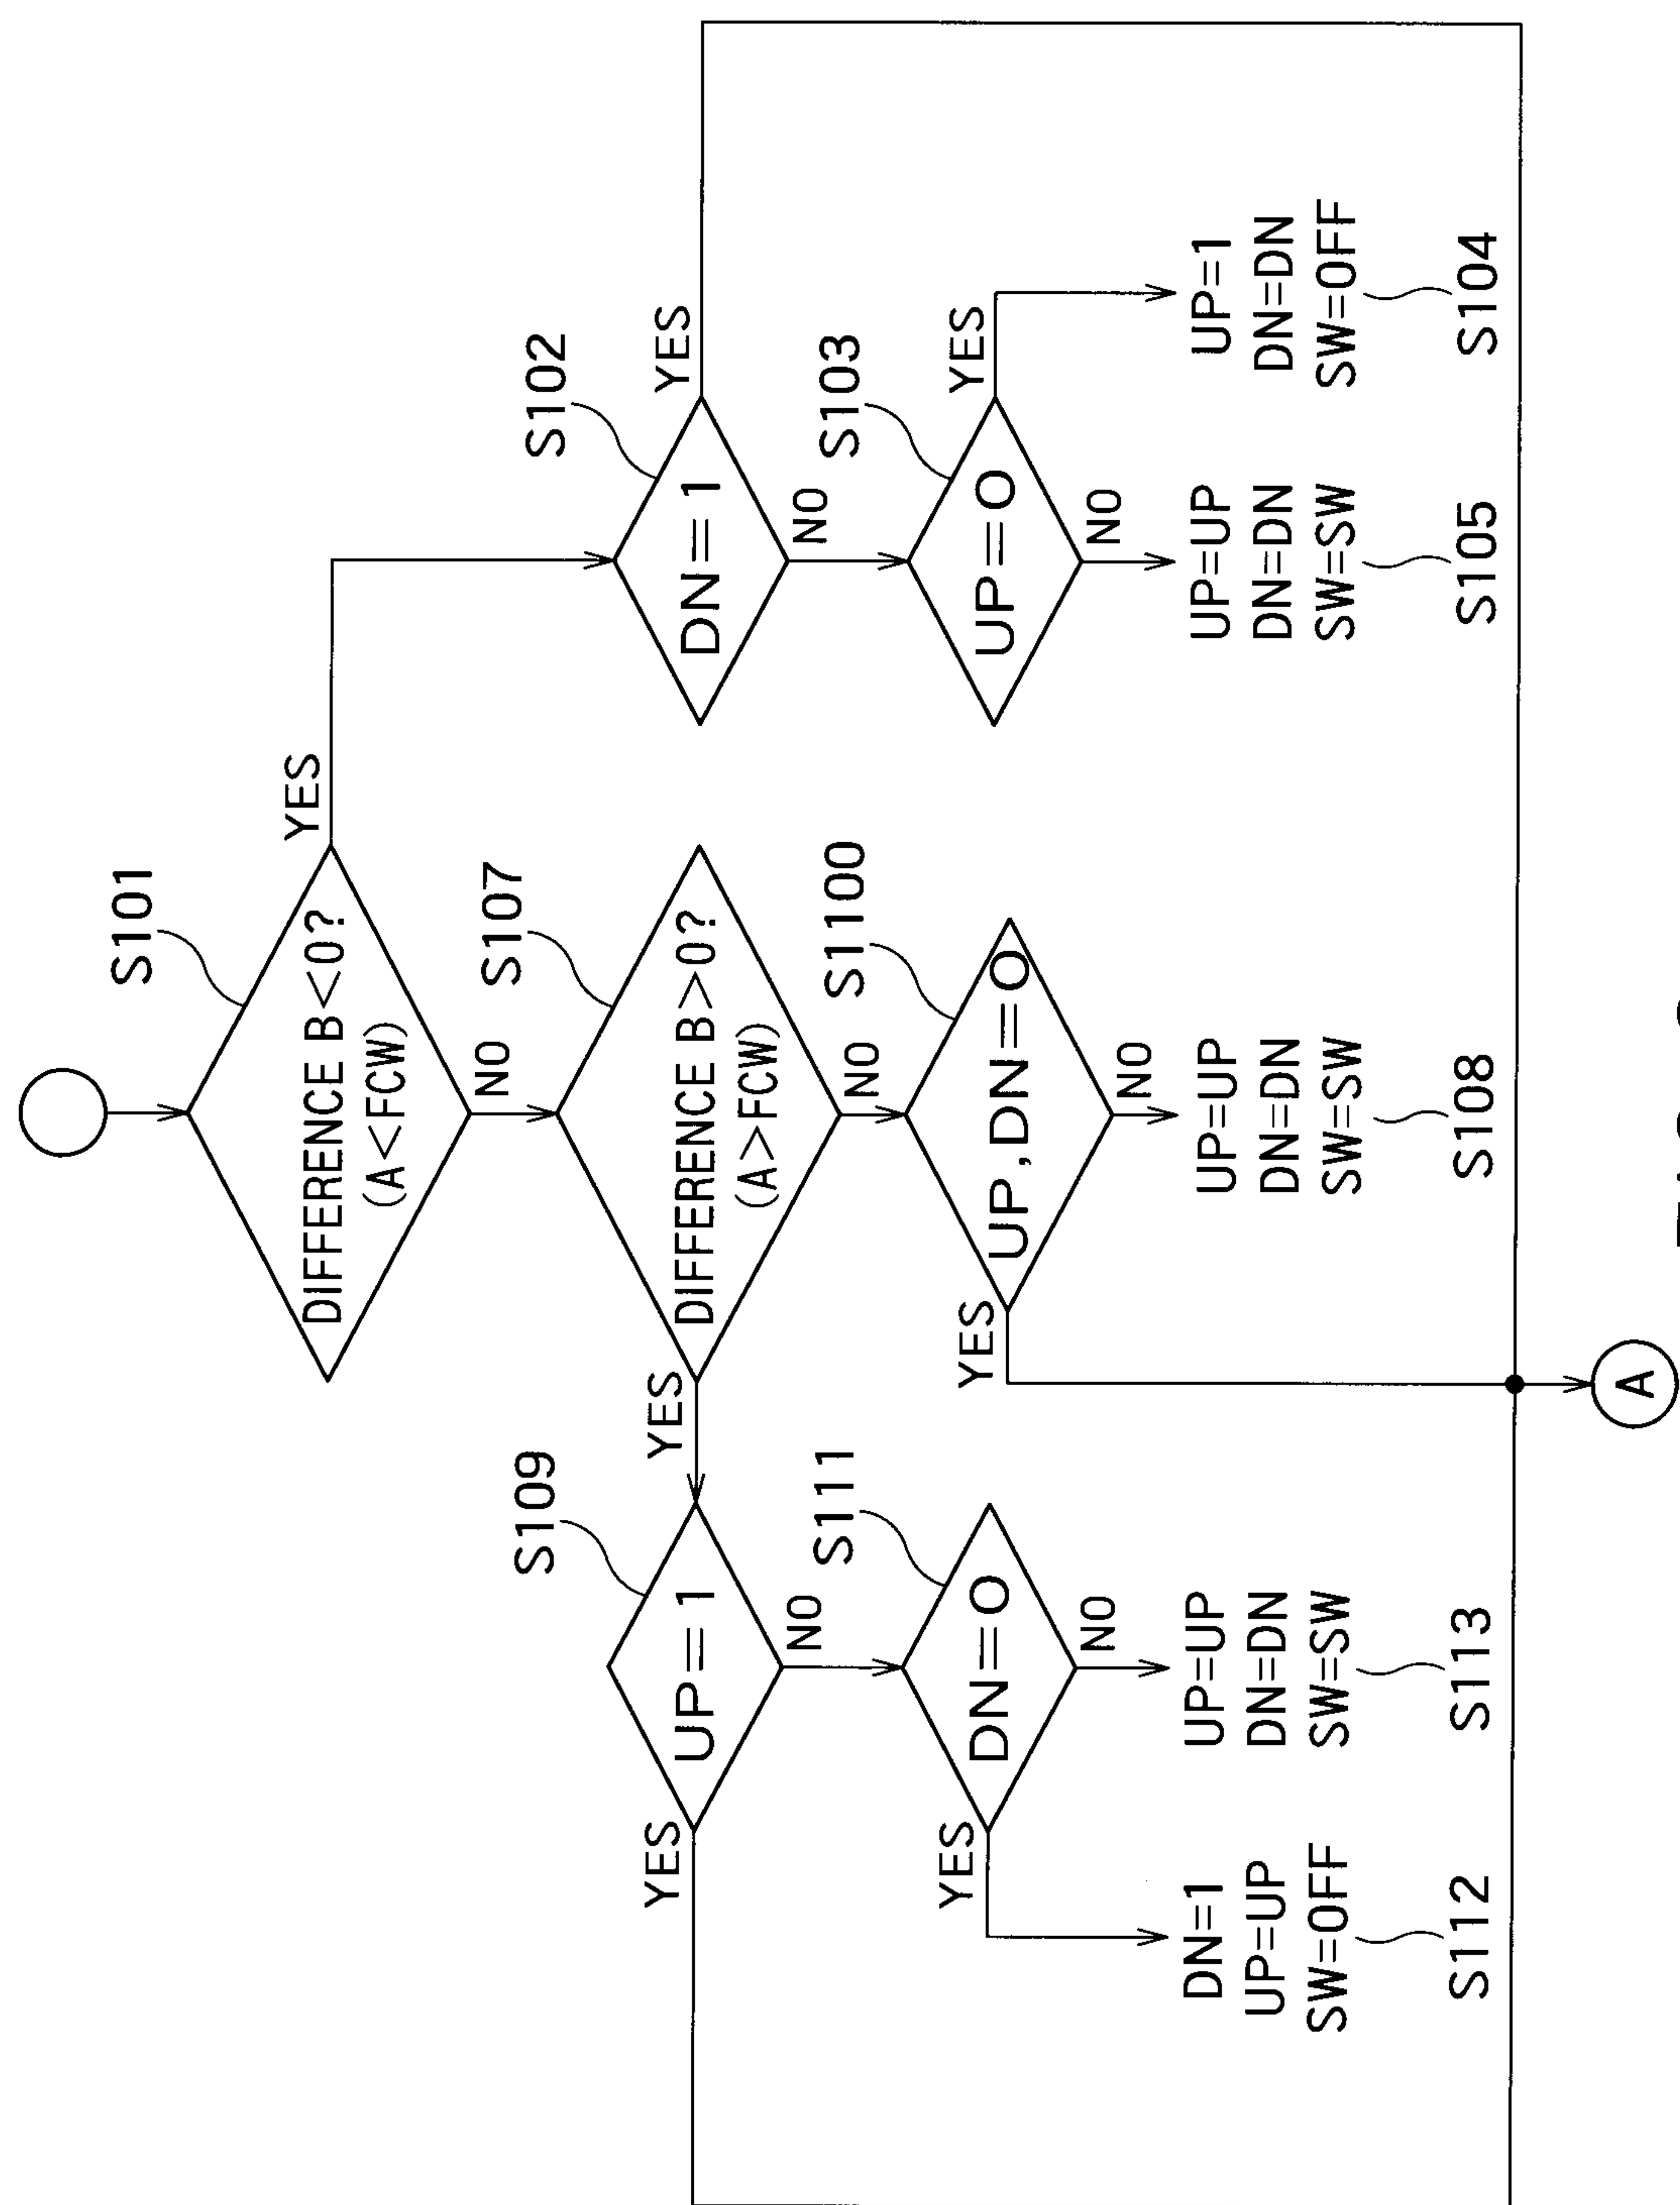 S101
DIFFERENCE B<0?
(A<FCW)
YES
NO
S107
DIFFERENCE B>0?
(A>FCW)
YES
NO
S102
DN=1
YES
NO
S109
UP=1
YES
NO
S111
DN=0
YES
NO
S1100
UP,DN=0
YES
NO
S103
UP=0
YES
NO
DN=1
UP=UP
SW=OFF
S112
UP=UP
DN=DN
SW=SW
S113
UP=UP
DN=DN
SW=SW
S108
UP=UP
DN=DN
SW=SW
S105
UP=1
DN=DN
SW=OFF
S104
A